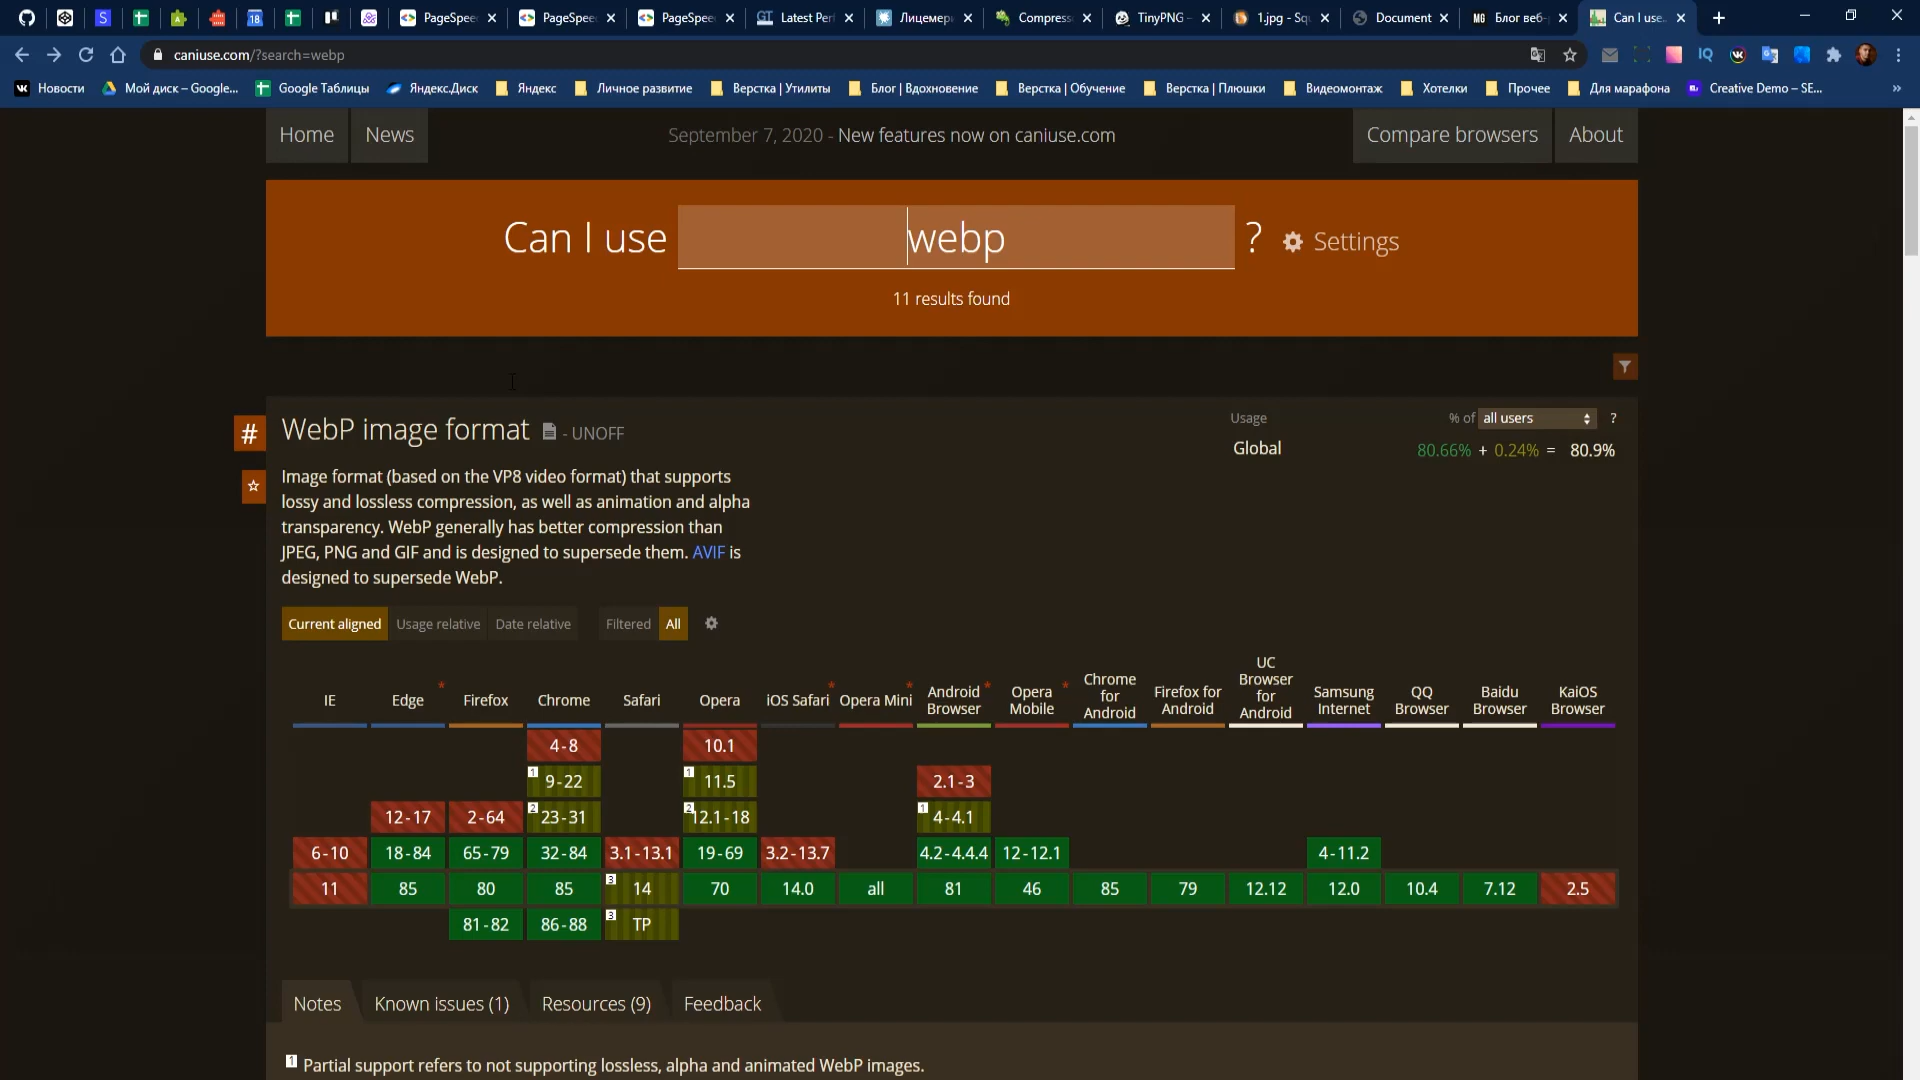 18
PageSpee
PageSpee
PageSpee
GT Latest Per
Лицемер
Compress
TinyPNG -
1.jpg - Sq
Document
MG Блог веб-
Can I use
caniuse.com/?search=webp
IQ
Новости
Мой диск – Google...
Google Таблицы
Яндекс.Диск
Яндекс
Личное развитие
Верстка | Утилиты
Блог | Вдохновение
Верстка | Обучение
Верстка | Плюшки
Видеомонтаж
Хотелки
Прочее
Для марафона
Creative Demo – SE...
»
Home
News
September 7, 2020 - New features now on caniuse.com
Compare browsers
About
Can I use webp ?
Settings
11 results found
#
WebP image format - UNOFF
Usage
% of all users ?
Global
80.66% + 0.24% = 80.9%
Image format (based on the VP8 video format) that supports
lossy and lossless compression, as well as animation and alpha
transparency. WebP generally has better compression than
JPEG, PNG and GIF and is designed to supersede them. AVIF is
designed to supersede WebP.
Current aligned
Usage relative
Date relative
Filtered
All
IE
Edge *
Firefox
Chrome
Safari
Opera
iOS Safari *
Opera Mini *
Android Browser *
Opera Mobile *
Chrome for Android
Firefox for Android
UC Browser for Android
Samsung Internet
QQ Browser
Baidu Browser
KaiOS Browser
4-8 10.1
1 9-22 1 11.5 2.1-3
12-17 2-64 2 23-31 2 12.1-18 1 4-4.1
6-10 18-84 65-79 32-84 3.1-13.1 19-69 3.2-13.7 4.2-4.4.4 12-12.1 4-11.2
11 85 80 85 3 14 70 14.0 all 81 46 85 79 12.12 12.0 10.4 7.12 2.5
81-82 86-88 3 TP
Notes
Known issues (1)
Resources (9)
Feedback
1 Partial support refers to not supporting lossless, alpha and animated WebP images.